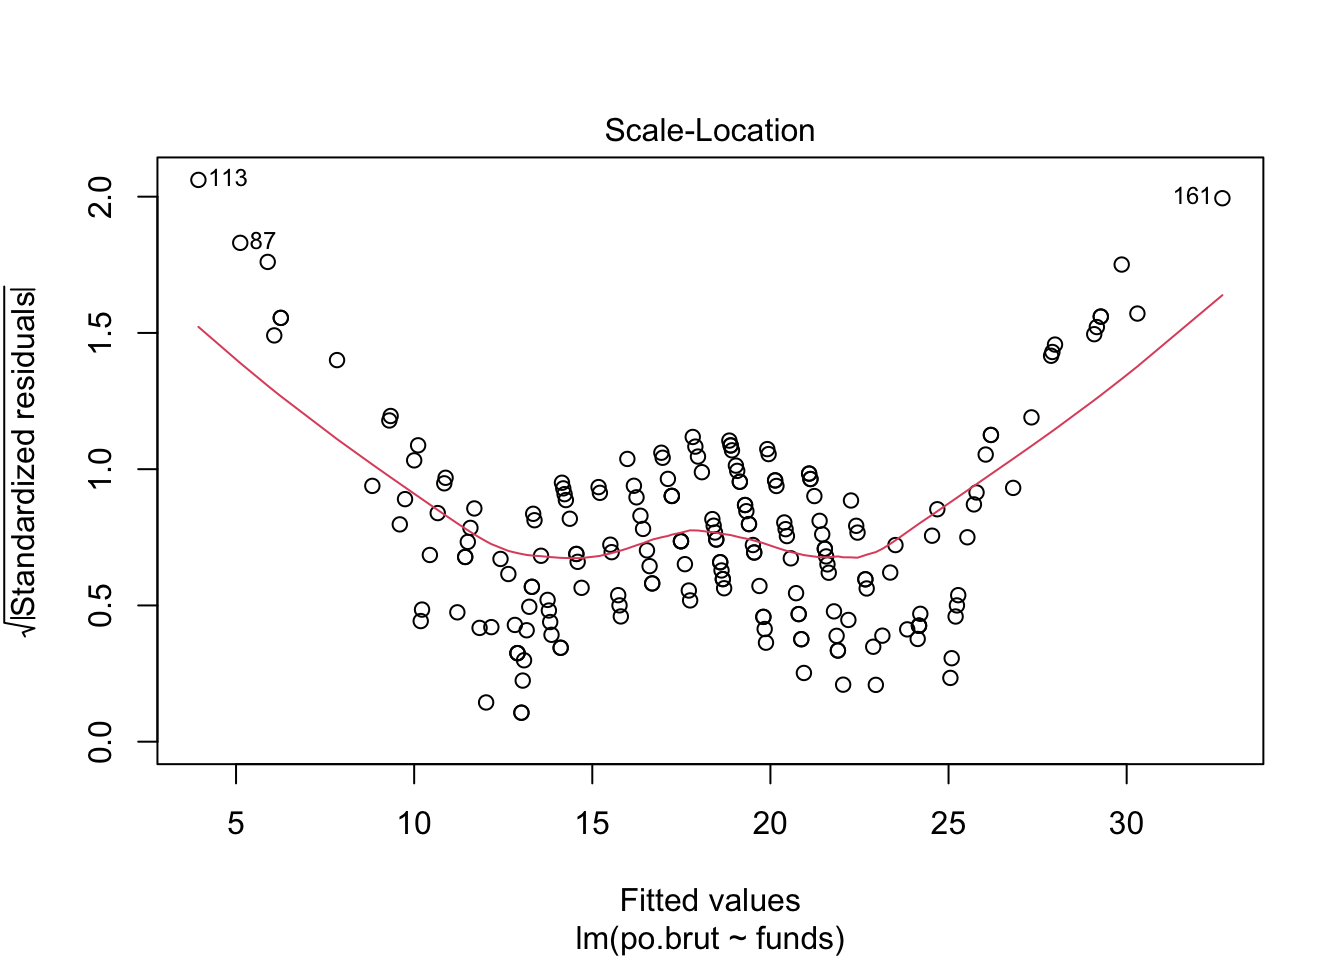 Scale-Location
√|Standardized residuals|
2.0
1.5
1.0
0.5
0.0
113
87
161
5 10 15 20 25 30
Fitted values
lm(po.brut ~ funds)